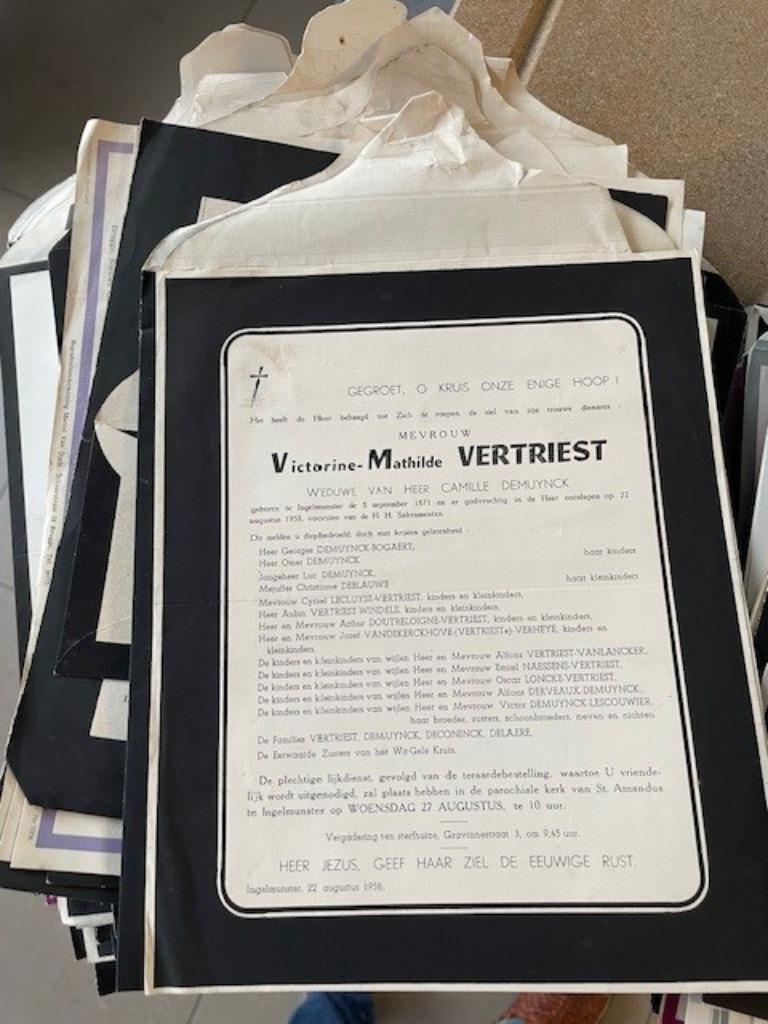 GEGROET, O KRUIS ONZE ENIGE HOOP !
Het heeft de Heer behaagd tot Zich te roepen de ziel van zijn trouwe dienares :
MEVROUW
Victorine-Mathilde VERTRIEST
WEDUWE VAN HEER CAMILLE DEMUYNCK
geboren te Ingelmunster de 5 september 1871 en er godvruchtig in de Heer ontslapen op 22
augustus 1958, voorzien van de H. H. Sakramenten.
Dit melden u diepbedroefd, doch met kristen gelatenheid :
Heer Georges DEMUYNCK-BOGAERT,
Heer Omer DEMUYNCK haar kinders
Jongeheer Luc DEMUYNCK,
Mejuffer Christiane DEBLAUWE haar kleinkinders
Mevrouw Cyriel LECLUYSE-VERTRIEST, kinders en kleinkinders,
Heer Aubin VERTRIEST-WINDELS, kinders en kleinkinders,
Heer en Mevrouw Arthur DOUTRELOIGNE-VERTRIEST, kinders en kleinkinders,
Heer en Mevrouw Jozef VANDEKERCKHOVE-(VERTRIEST+)-VERHEYE, kinders en
kleinkinders,
De kinders en kleinkinders van wijlen Heer en Mevrouw Alfons VERTRIEST-VANLANCKER,
De kinders en kleinkinders van wijlen Heer en Mevrouw Emiel NAESSENS-VERTRIEST,
De kinders en kleinkinders van wijlen Heer en Mevrouw Oscar LONCKE-VERTRIEST,
De kinders en kleinkinders van wijlen Heer en Mevrouw Alfons DERVEAUX-DEMUYNCK,
De kinders en kleinkinders van wijlen Heer en Mevrouw Victor DEMUYNCK-LESCOUWIER,
haar broeder, zusters, schoonbroeders, neven en nichten
De Families VERTRIEST, DEMUYNCK, DECONINCK, DELAERE,
De Eerwaarde Zusters van het Wit-Gele Kruis.
De plechtige lijkdienst, gevolgd van de teraardebestelling, waartoe U vriende-
lijk wordt uitgenodigd, zal plaats hebben in de parochiale kerk van St. Amandus
te Ingelmunster op WOENSDAG 27 AUGUSTUS, te 10 uur.
Vergadering ten sterfhuize, Gravinnestraat 3, om 9,45 uur.
HEER JEZUS, GEEF HAAR ZIEL DE EEUWIGE RUST.
Ingelmunster, 22 augustus 1958.